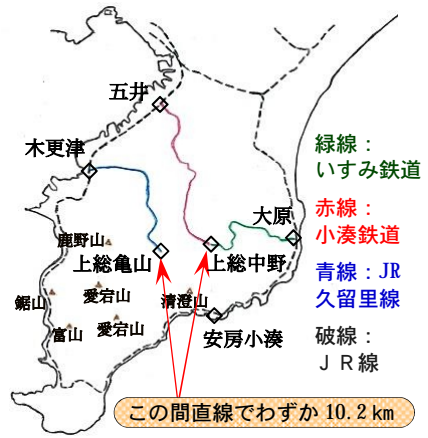 五井
木更津
大原
鹿野山
上総亀山
上総中野
鋸山
愛宕山
清澄山
富山
愛宕山
安房小湊
緑線：
いすみ鉄道
赤線：
小湊鉄道
青線：JR
久留里線
破線：
ＪＲ線
この間直線でわずか 10.2 km